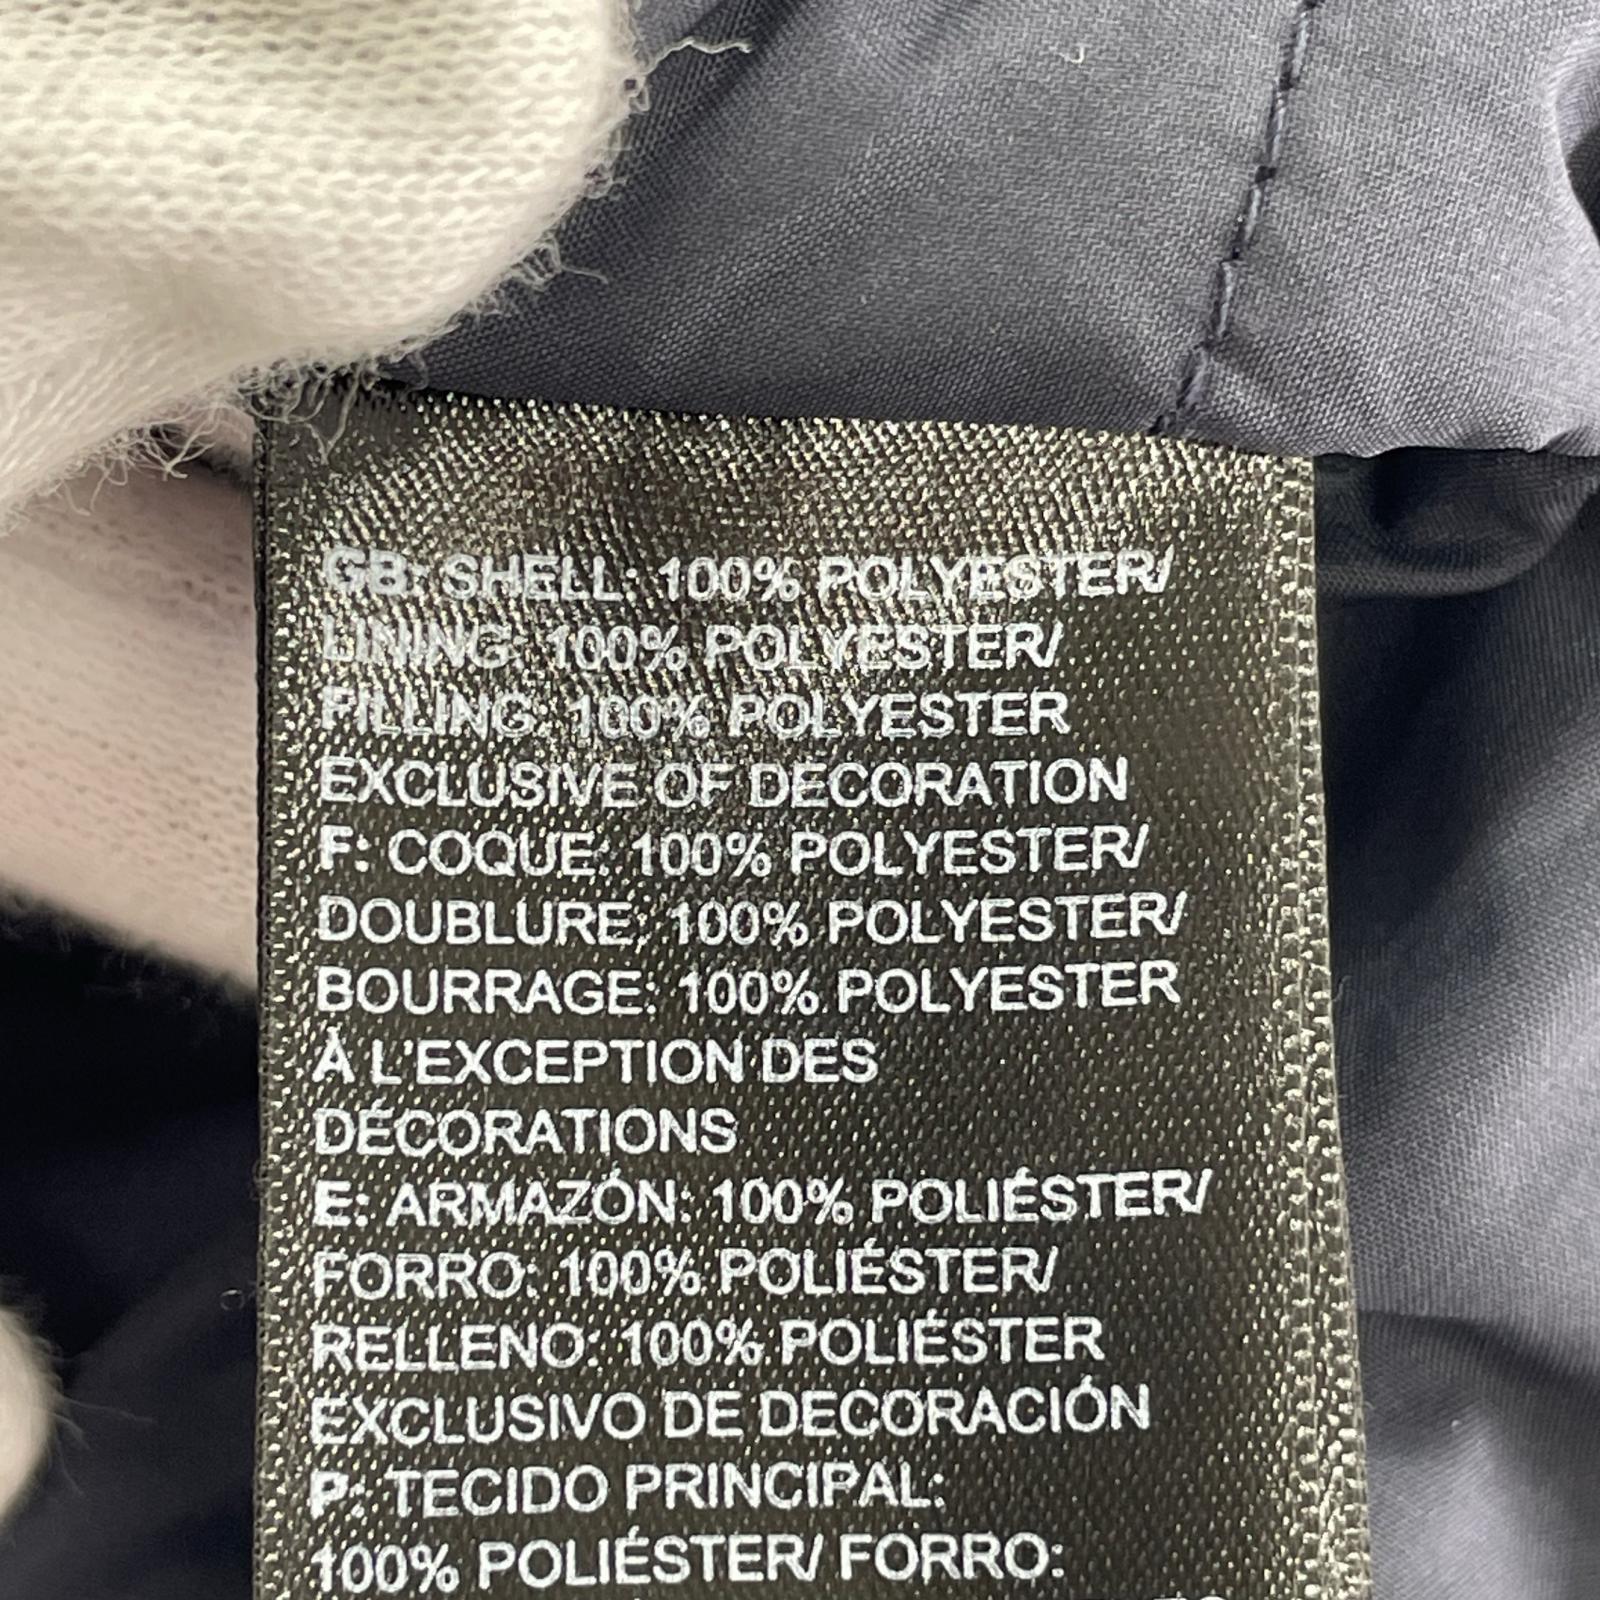 GB: SHELL: 100% POLYESTER/
LINING: 100% POLYESTER/
FILLING: 100% POLYESTER
EXCLUSIVE OF DECORATION
F: COQUE: 100% POLYESTER/
DOUBLURE: 100% POLYESTER/
BOURRAGE: 100% POLYESTER
À L'EXCEPTION DES
DÉCORATIONS
E: ARMAZÓN: 100% POLIÉSTER/
FORRO: 100% POLIÉSTER/
RELLENO: 100% POLIÉSTER
EXCLUSIVO DE DECORACIÓN
P: TECIDO PRINCIPAL:
100% POLIÉSTER/ FORRO: